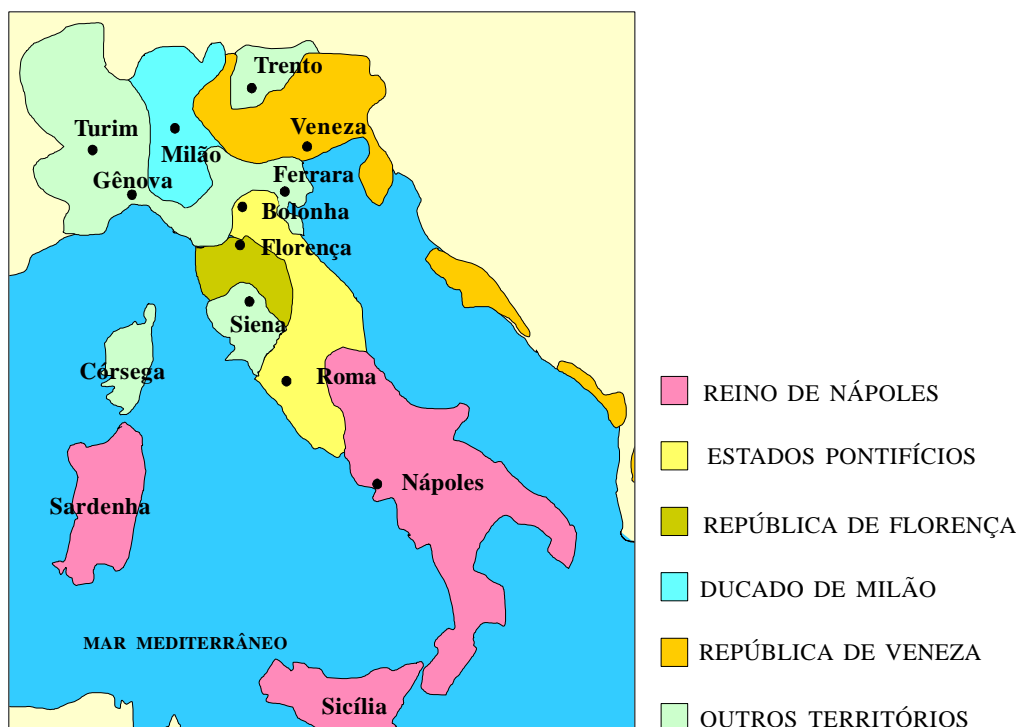 Trento
Turim
Veneza
Milão
Gênova
Ferrara
Bolonha
Florença
Siena
Córsega
Roma
Nápoles
Sardenha
MAR MEDITERRÂNEO
Sicília
REINO DE NÁPOLES
ESTADOS PONTIFÍCIOS
REPÚBLICA DE FLORENÇA
DUCADO DE MILÃO
REPÚBLICA DE VENEZA
OUTROS TERRITÓRIOS